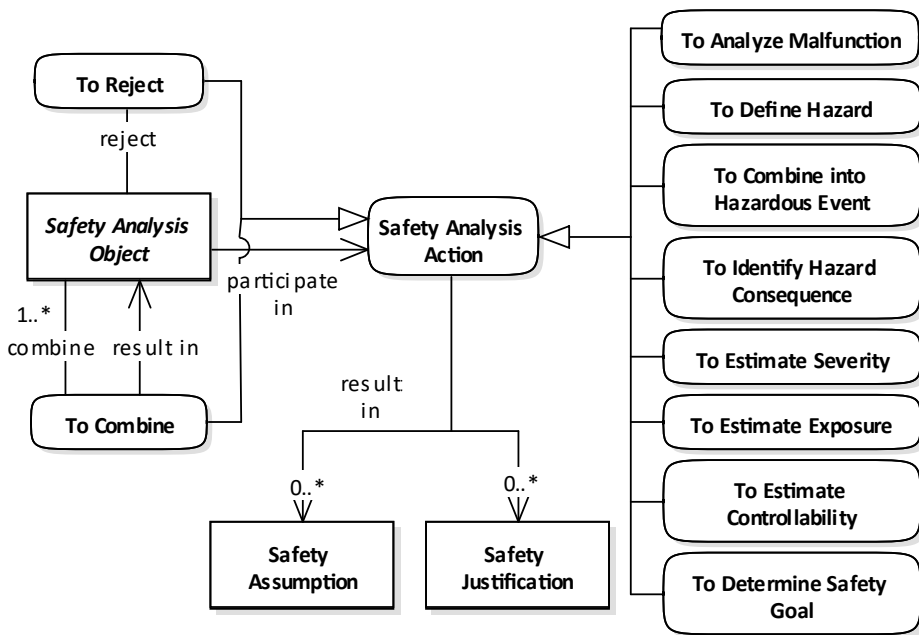 To Reject
reject
Safety Analysis
Object
1..*
combine
result in
To Combine
participate
in
Safety Analysis
Action
result
in
0..*
0..*
Safety
Assumption
Safety
Justification
To Analyze Malfunction
To Define Hazard
To Combine into
Hazardous Event
To Identify Hazard
Consequence
To Estimate Severity
To Estimate Exposure
To Estimate
Controllability
To Determine Safety
Goal